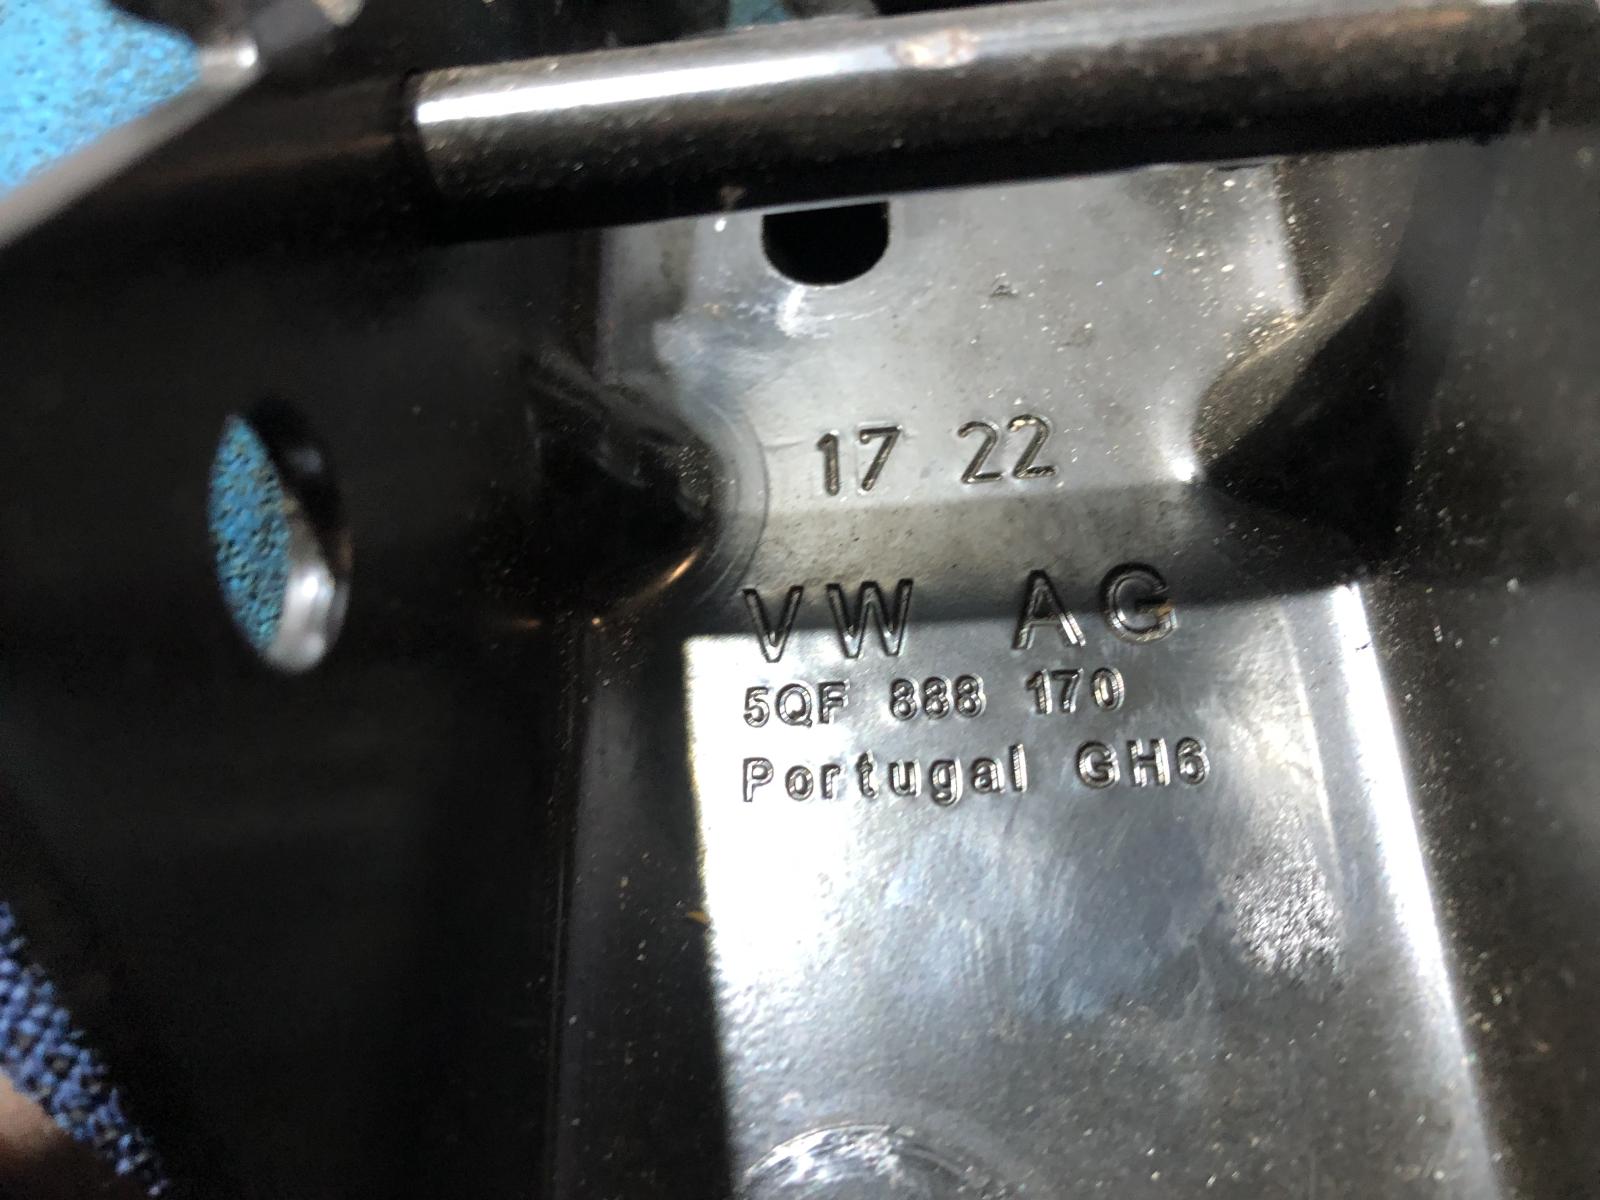 17 22
VW AG
5QF 888 170
Portugal GH6